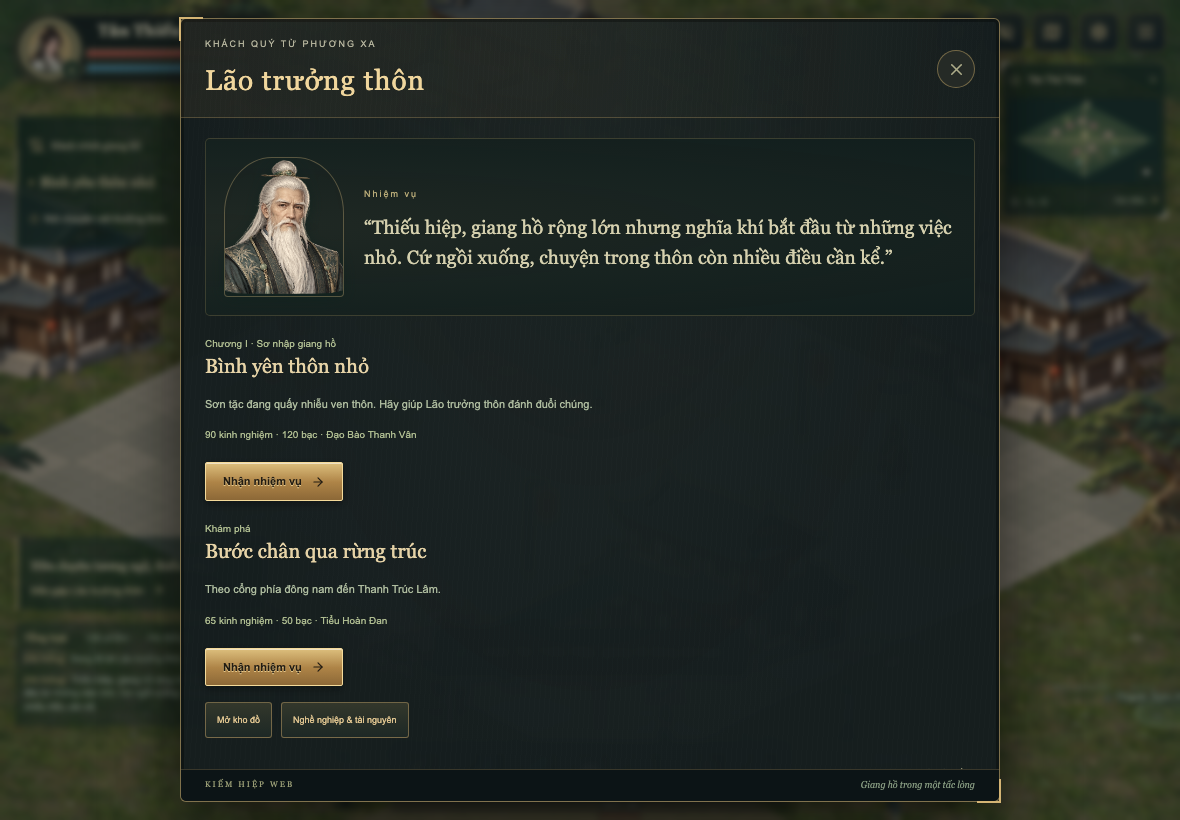 KHÁCH QUÝ TỪ PHƯƠNG XA
Lão trưởng thôn
Nhiệm vụ
“Thiếu hiệp, giang hồ rộng lớn nhưng nghĩa khí bắt đầu từ những việc
nhỏ. Cứ ngồi xuống, chuyện trong thôn còn nhiều điều cần kể.”
Chương I · Sơ nhập giang hồ
Bình yên thôn nhỏ
Sơn tặc đang quấy nhiễu ven thôn. Hãy giúp Lão trưởng thôn đánh đuổi chúng.
90 kinh nghiệm · 120 bạc · Đạo Bào Thanh Vân
Nhận nhiệm vụ
Khám phá
Bước chân qua rừng trúc
Theo cổng phía đông nam đến Thanh Trúc Lâm.
65 kinh nghiệm · 50 bạc · Tiểu Hoàn Đan
Nhận nhiệm vụ
Mở kho đồ
Nghề nghiệp & tài nguyên
KIẾM HIỆP WEB
Giang hồ trong một tấc lòng